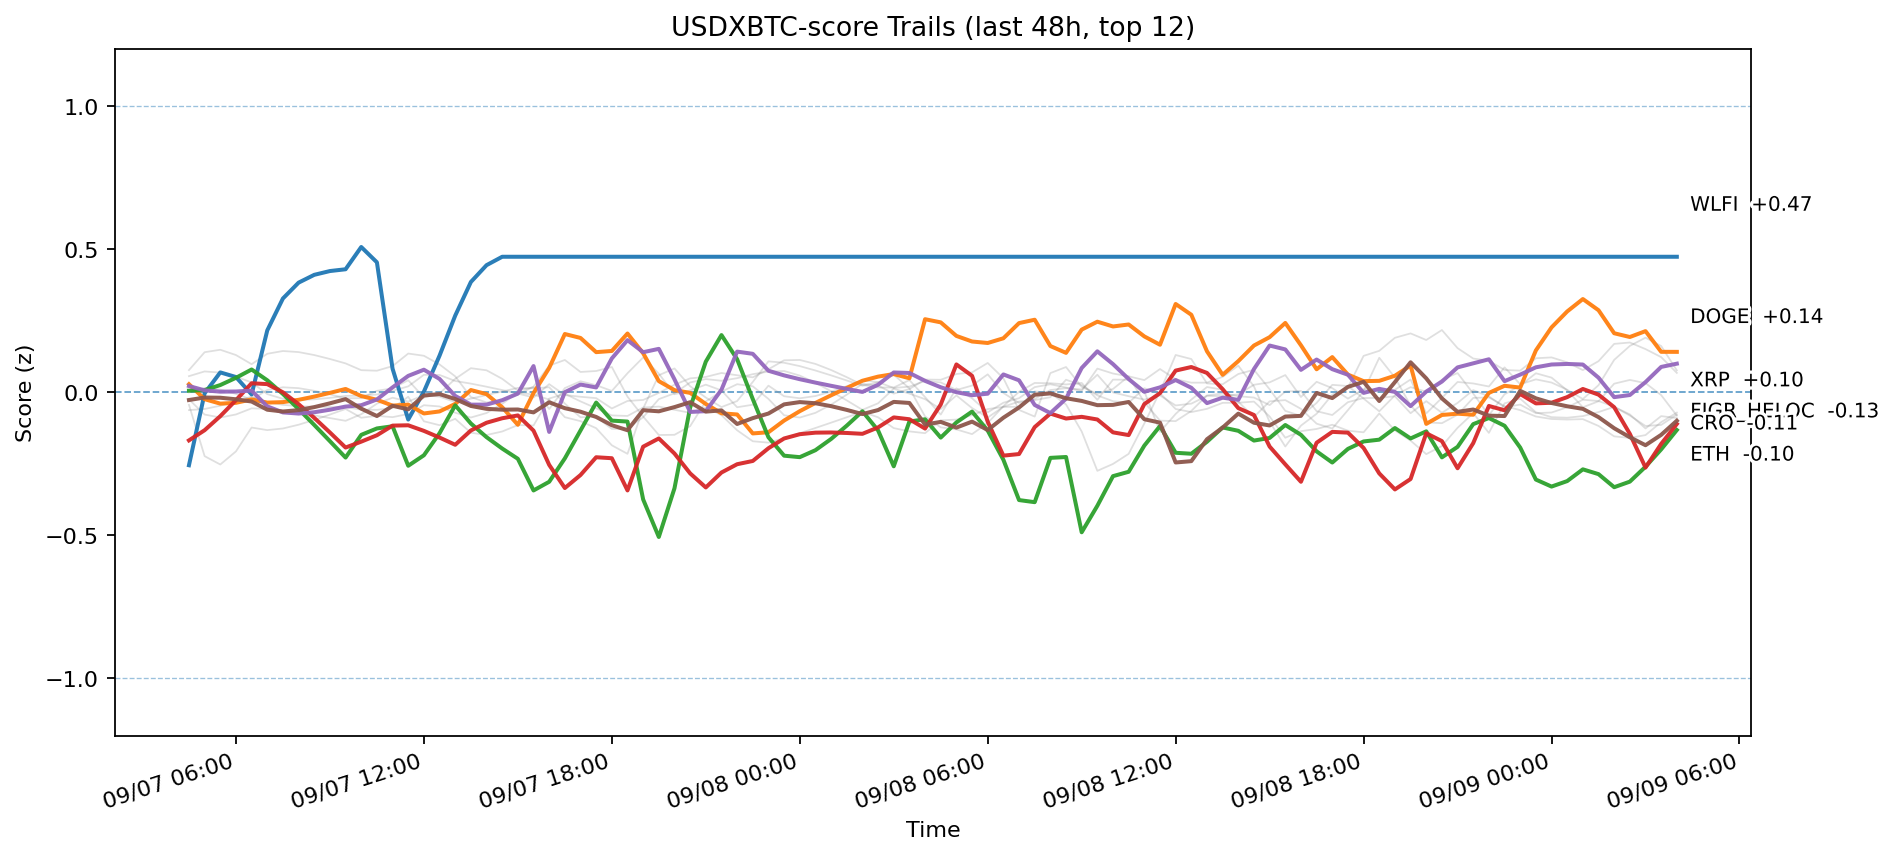 USDXBTC-score Trails (last 48h, top 12)
1.0
0.5
0.0
−0.5
−1.0
Score (z)
WLFI +0.47
DOGE +0.14
XRP +0.10
FIGR_HELOC -0.13
CRO -0.11
ETH -0.10
09/07 06:00
09/07 12:00
09/07 18:00
09/08 00:00
09/08 06:00
09/08 12:00
09/08 18:00
09/09 00:00
09/09 06:00
Time